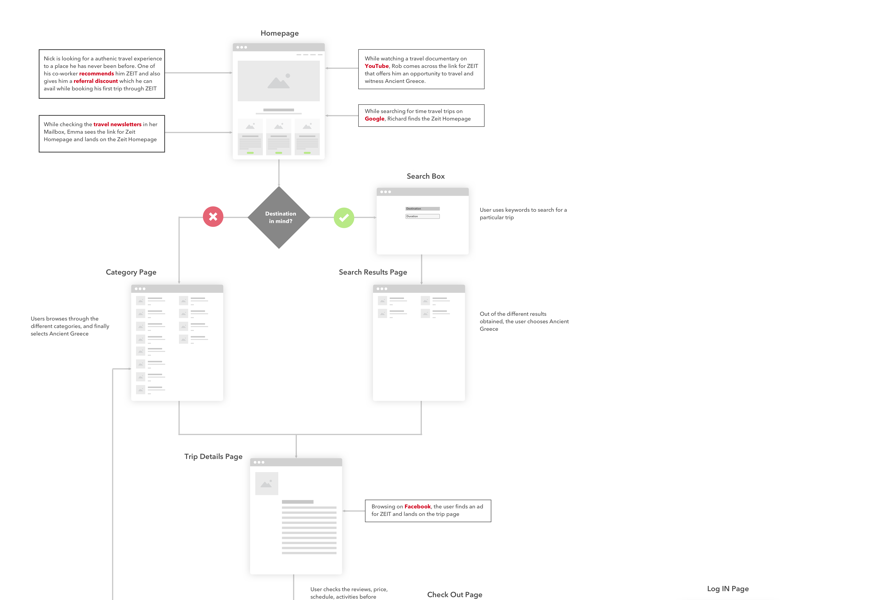 Homepage
Nick is looking for a authenic travel experience
to a place he has never been before. One of
his co-worker recommends him ZEIT and also
gives him a referral discount which he can
avail while booking his first trip through ZEIT
While watching a travel documentary on
YouTube, Rob comes across the link for ZEIT
that offers him an opportunity to travel and
witness Ancient Greece.
While checking the travel newsletters in her
Mailbox, Emma sees the link for Zeit
Homepage and lands on the Zeit Homepage
While searching for time travel trips on
Google, Richard finds the Zeit Homepage
Destination
in mind?
Search Box
User uses keywords to search for a
particular trip
Category Page
Users browses through the
different categories, and finally
selects Ancient Greece
Search Results Page
Out of the different results
obtained, the user chooses Ancient
Greece
Trip Details Page
Browsing on Facebook, the user finds an ad
for ZEIT and lands on the trip page
User checks the reviews, price,
schedule, activities before
Check Out Page
Log IN Page